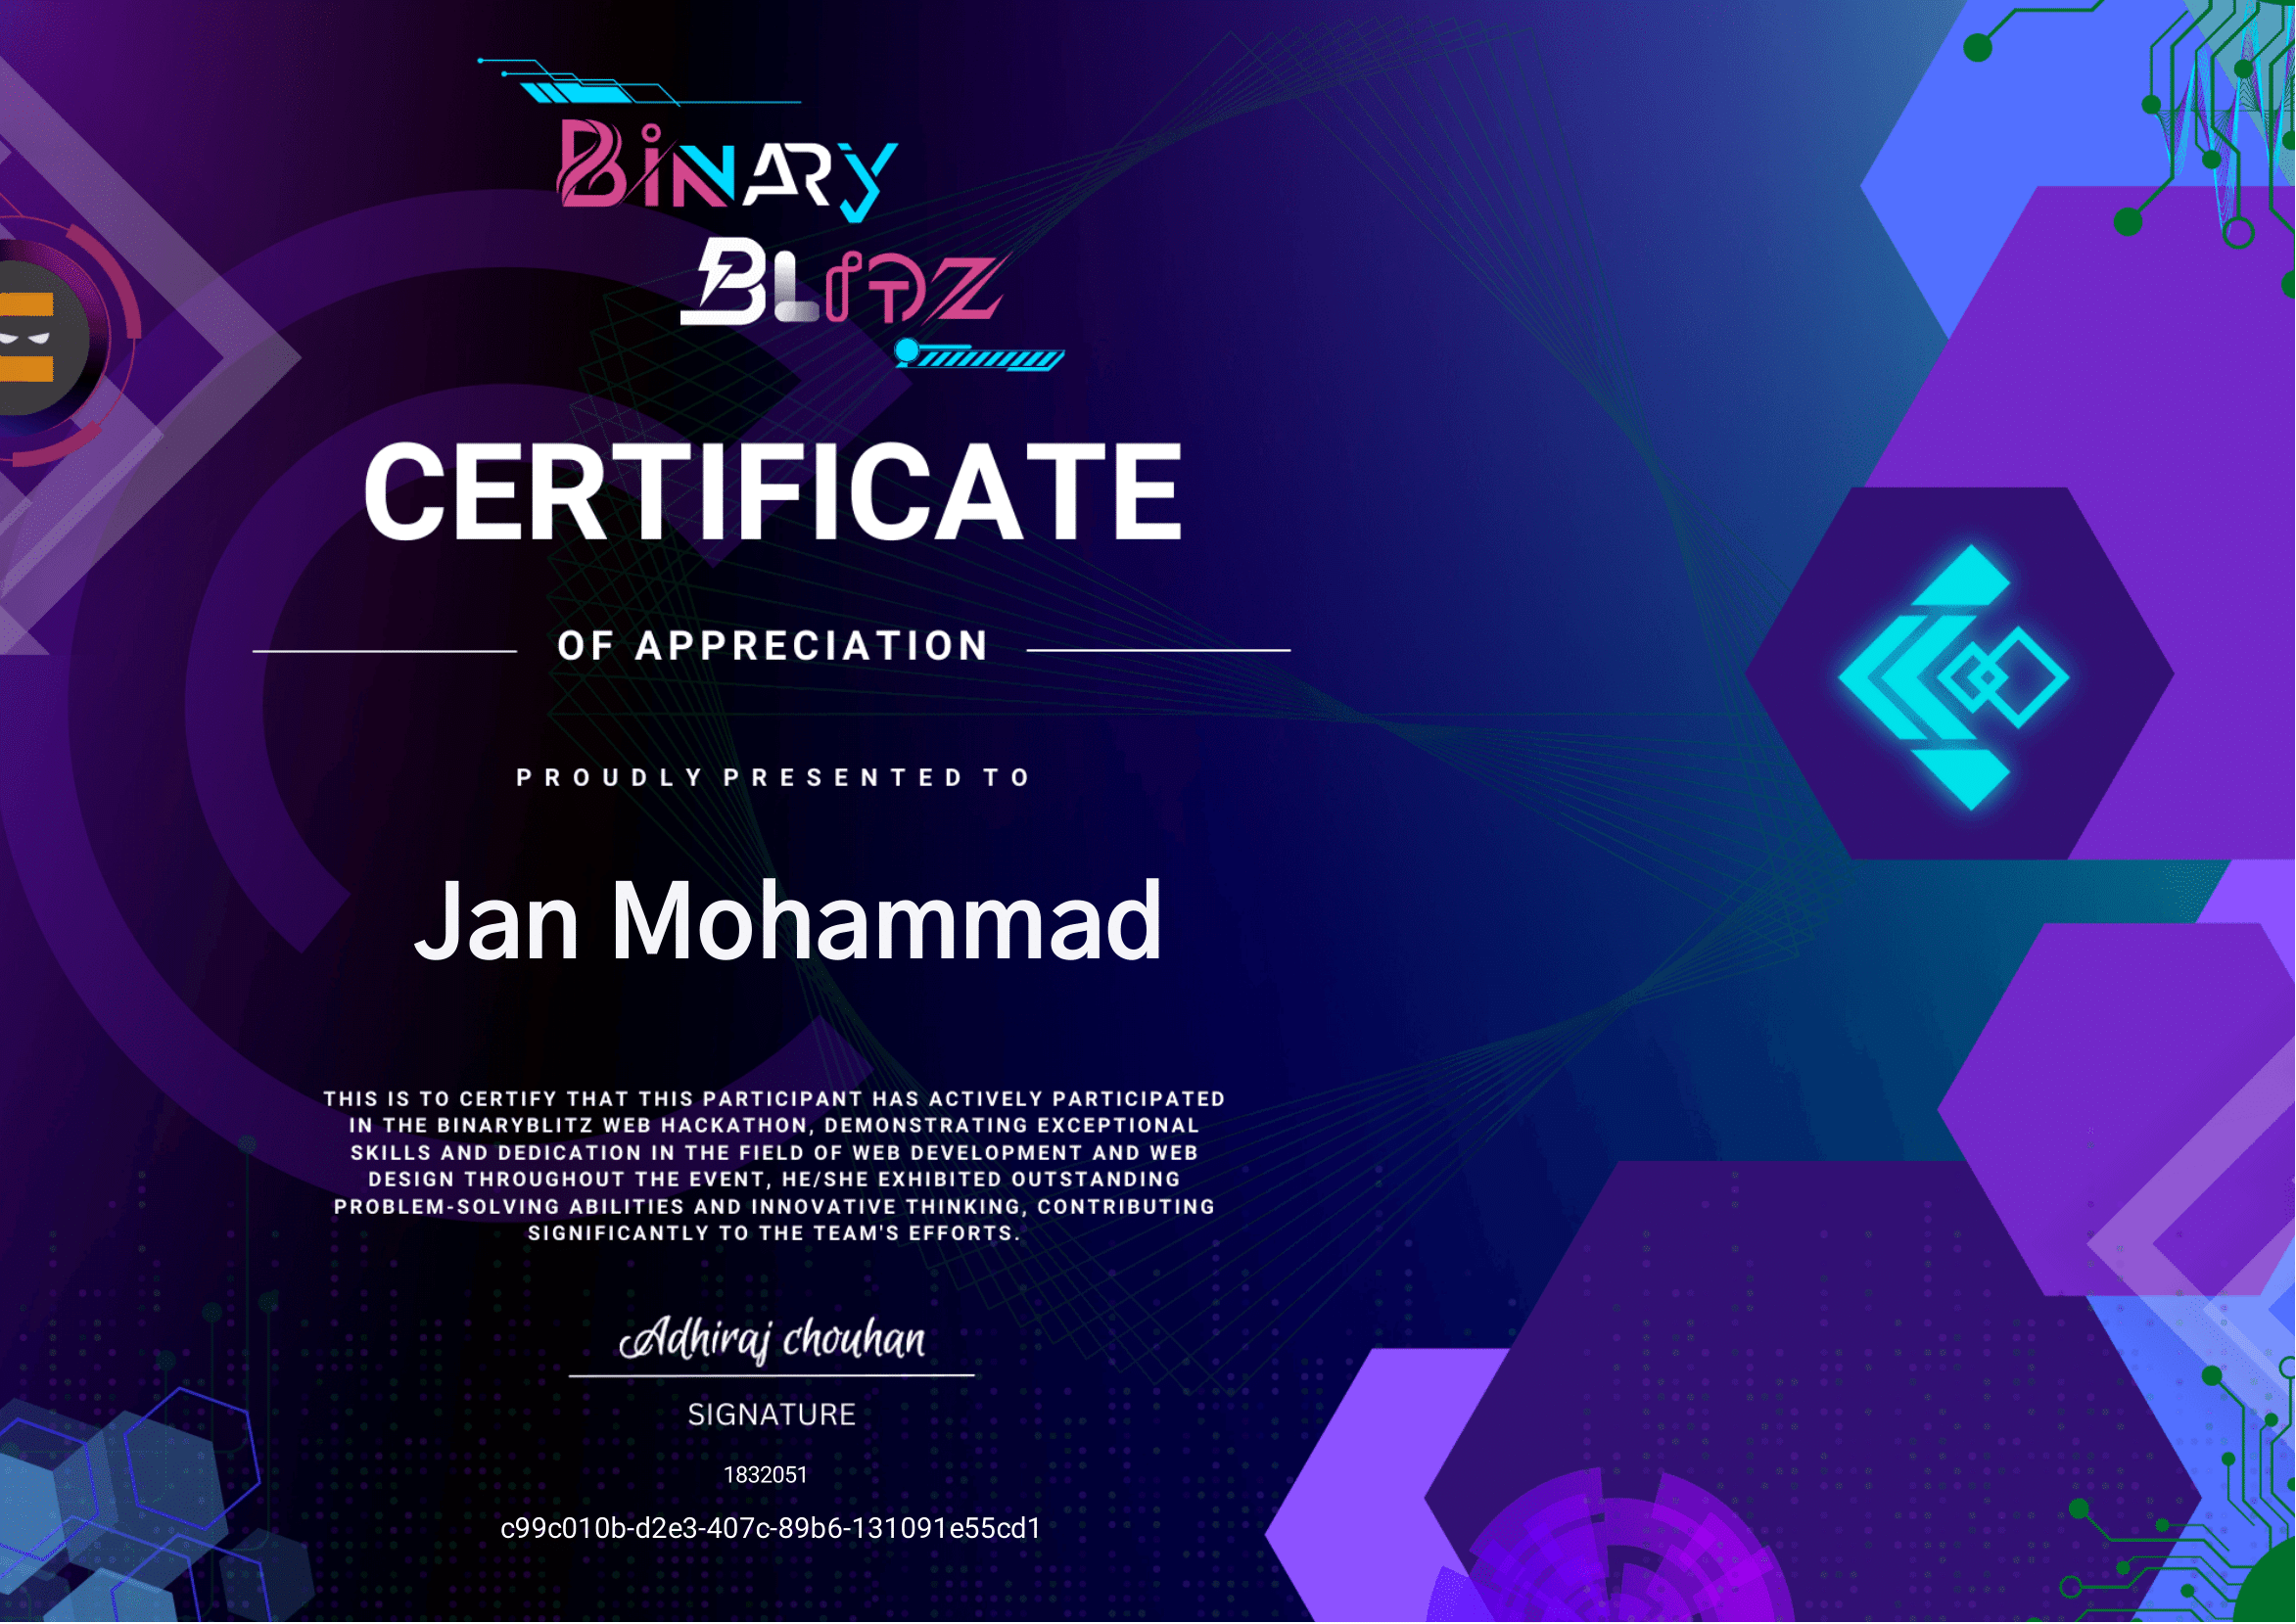 BiNARy
BLiTZ
CERTIFICATE
OF APPRECIATION
PROUDLY PRESENTED TO
Jan Mohammad
THIS IS TO CERTIFY THAT THIS PARTICIPANT HAS ACTIVELY PARTICIPATED
IN THE BINARYBLITZ WEB HACKATHON, DEMONSTRATING EXCEPTIONAL
SKILLS AND DEDICATION IN THE FIELD OF WEB DEVELOPMENT AND WEB
DESIGN THROUGHOUT THE EVENT, HE/SHE EXHIBITED OUTSTANDING
PROBLEM-SOLVING ABILITIES AND INNOVATIVE THINKING, CONTRIBUTING
SIGNIFICANTLY TO THE TEAM'S EFFORTS.
Adhiraj chouhan
SIGNATURE
1832051
c99c010b-d2e3-407c-89b6-131091e55cd1